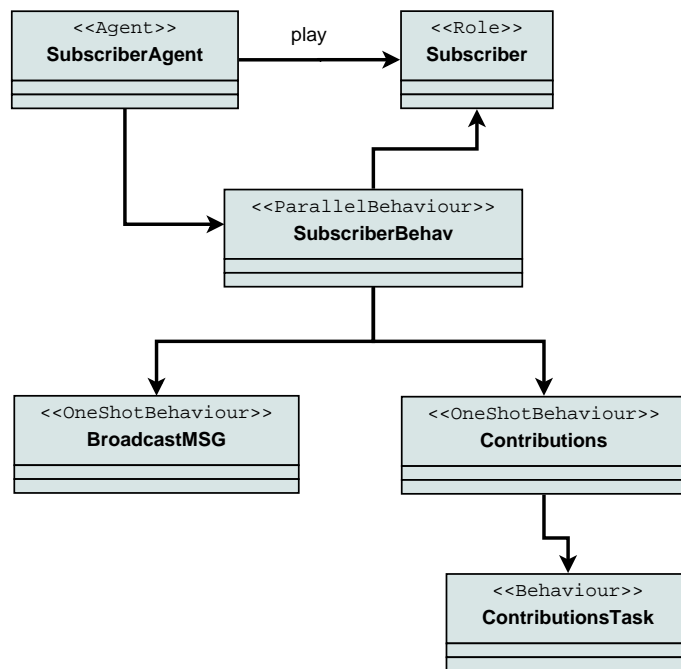 <<Agent>>
SubscriberAgent
play
<<Role>>
Subscriber
<<ParallelBehaviour>>
SubscriberBehav
<<OneShotBehaviour>>
BroadcastMSG
<<OneShotBehaviour>>
Contributions
<<Behaviour>>
ContributionsTask